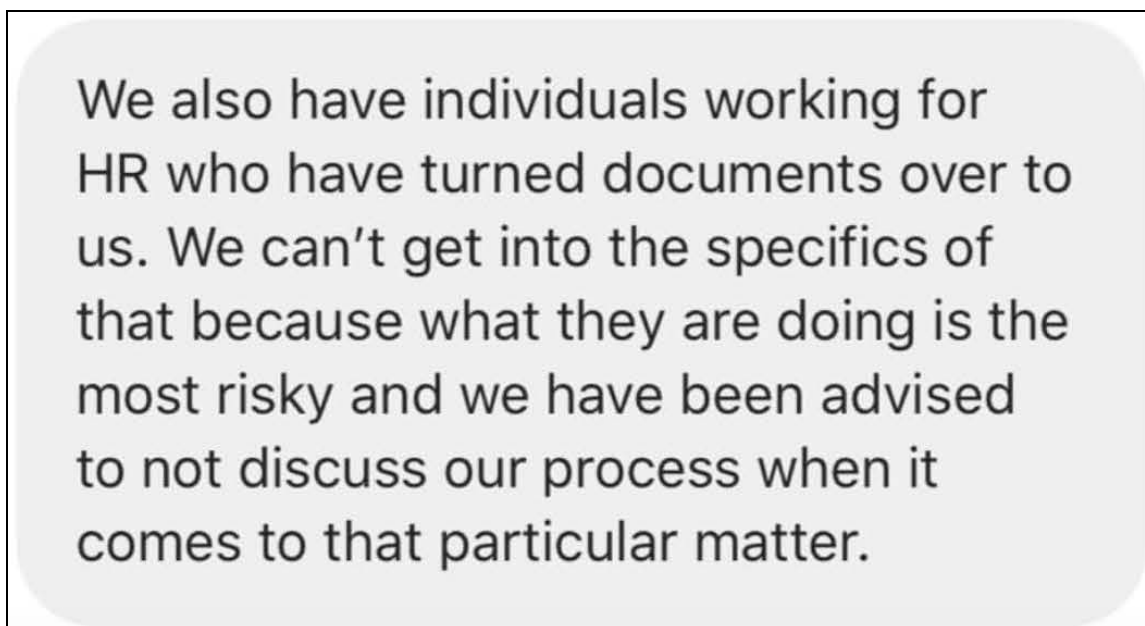 We also have individuals working for
HR who have turned documents over to
us. We can’t get into the specifics of
that because what they are doing is the
most risky and we have been advised
to not discuss our process when it
comes to that particular matter.